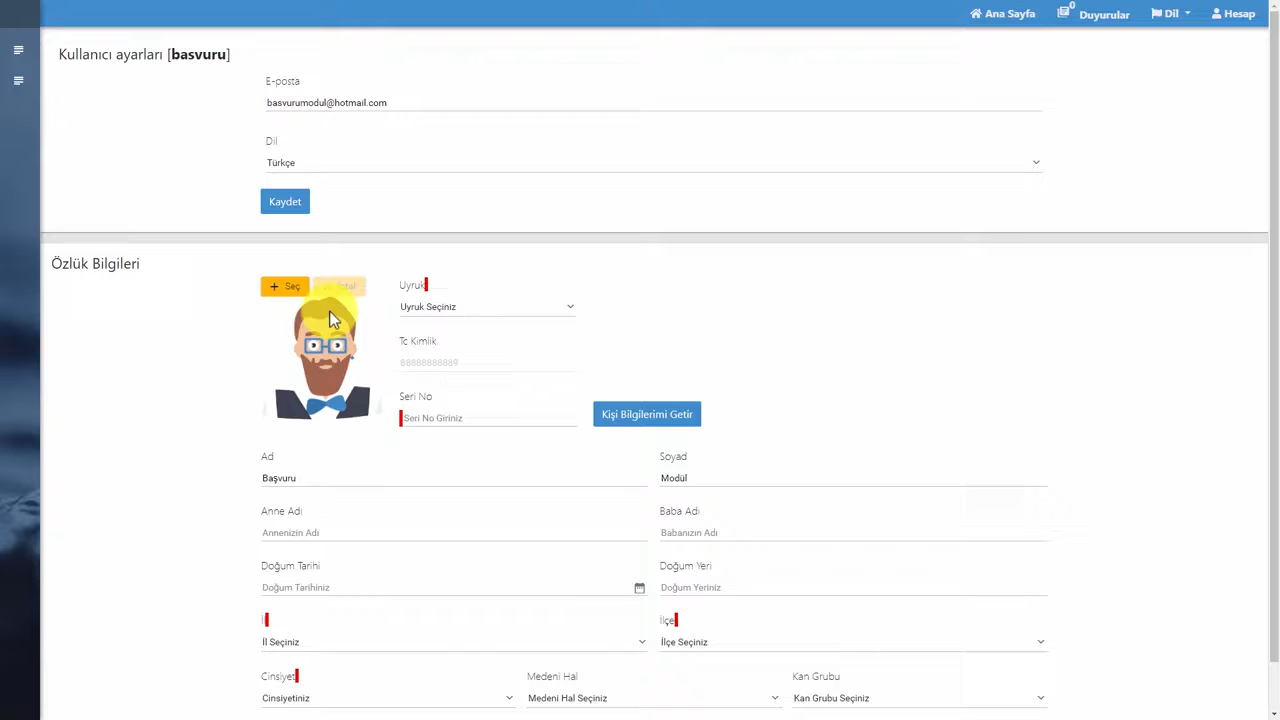 Ana Sayfa
0
Duyurular
Dil
Hesap
Kullanıcı ayarları [basvuru]
E-posta
basvurumodul@hotmail.com
Dil
Türkçe
Kaydet
Özlük Bilgileri
+ Seç
Uyruk
Uyruk Seçiniz
Tc Kimlik
88888888889
Seri No
Seri No Giriniz
Kişi Bilgilerimi Getir
Ad
Soyad
Başvuru
Modül
Anne Adı
Baba Adı
Annenizin Adı
Babanızın Adı
Doğum Tarihi
Doğum Yeri
Doğum Tarihiniz
Doğum Yeriniz
İl
İlçe
İl Seçiniz
İlçe Seçiniz
Cinsiyet
Medeni Hal
Kan Grubu
Cinsiyetiniz
Medeni Hal Seçiniz
Kan Grubu Seçiniz